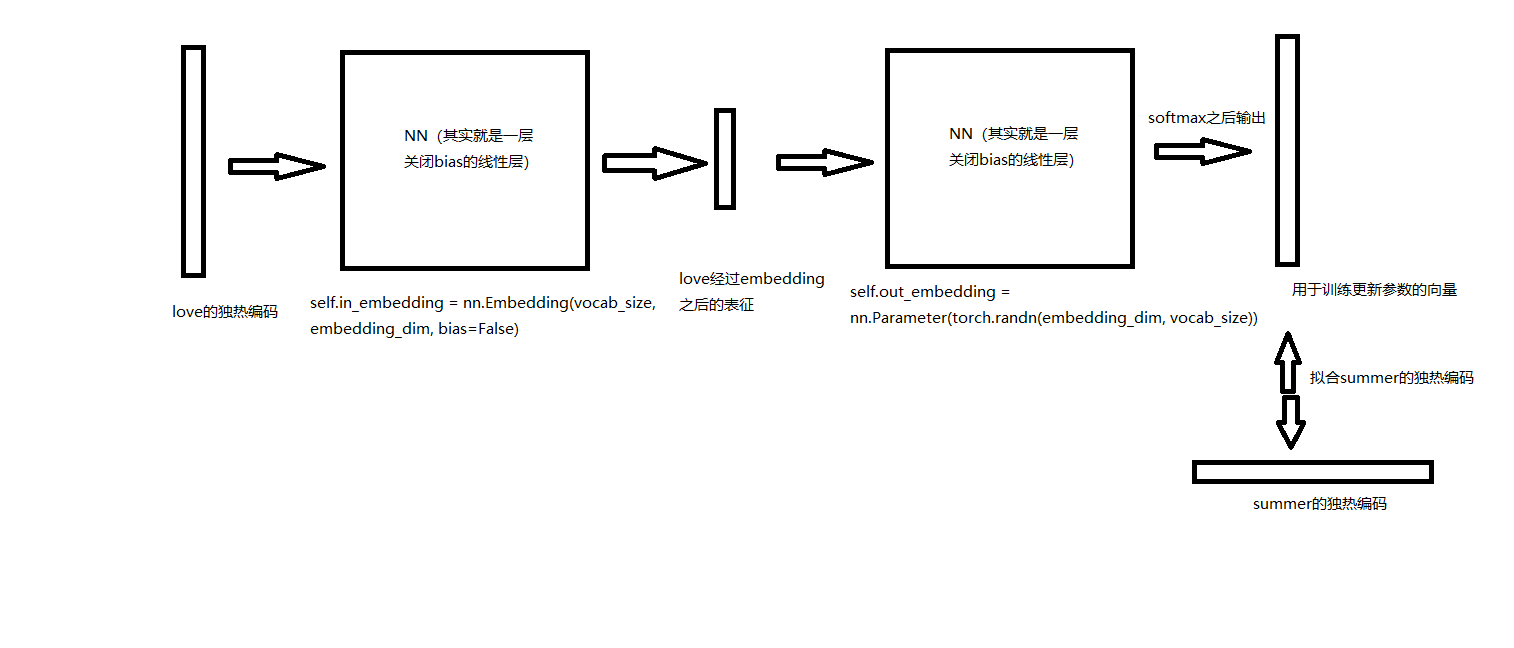 NN（其实就是一层
关闭bias的线性层）
NN（其实就是一层
关闭bias的线性层）
softmax之后输出
love的独热编码
self.in_embedding = nn.Embedding(vocab_size,
embedding_dim, bias=False)
love经过embedding
之后的表征
self.out_embedding =
nn.Parameter(torch.randn(embedding_dim, vocab_size))
用于训练更新参数的向量
拟合summer的独热编码
summer的独热编码